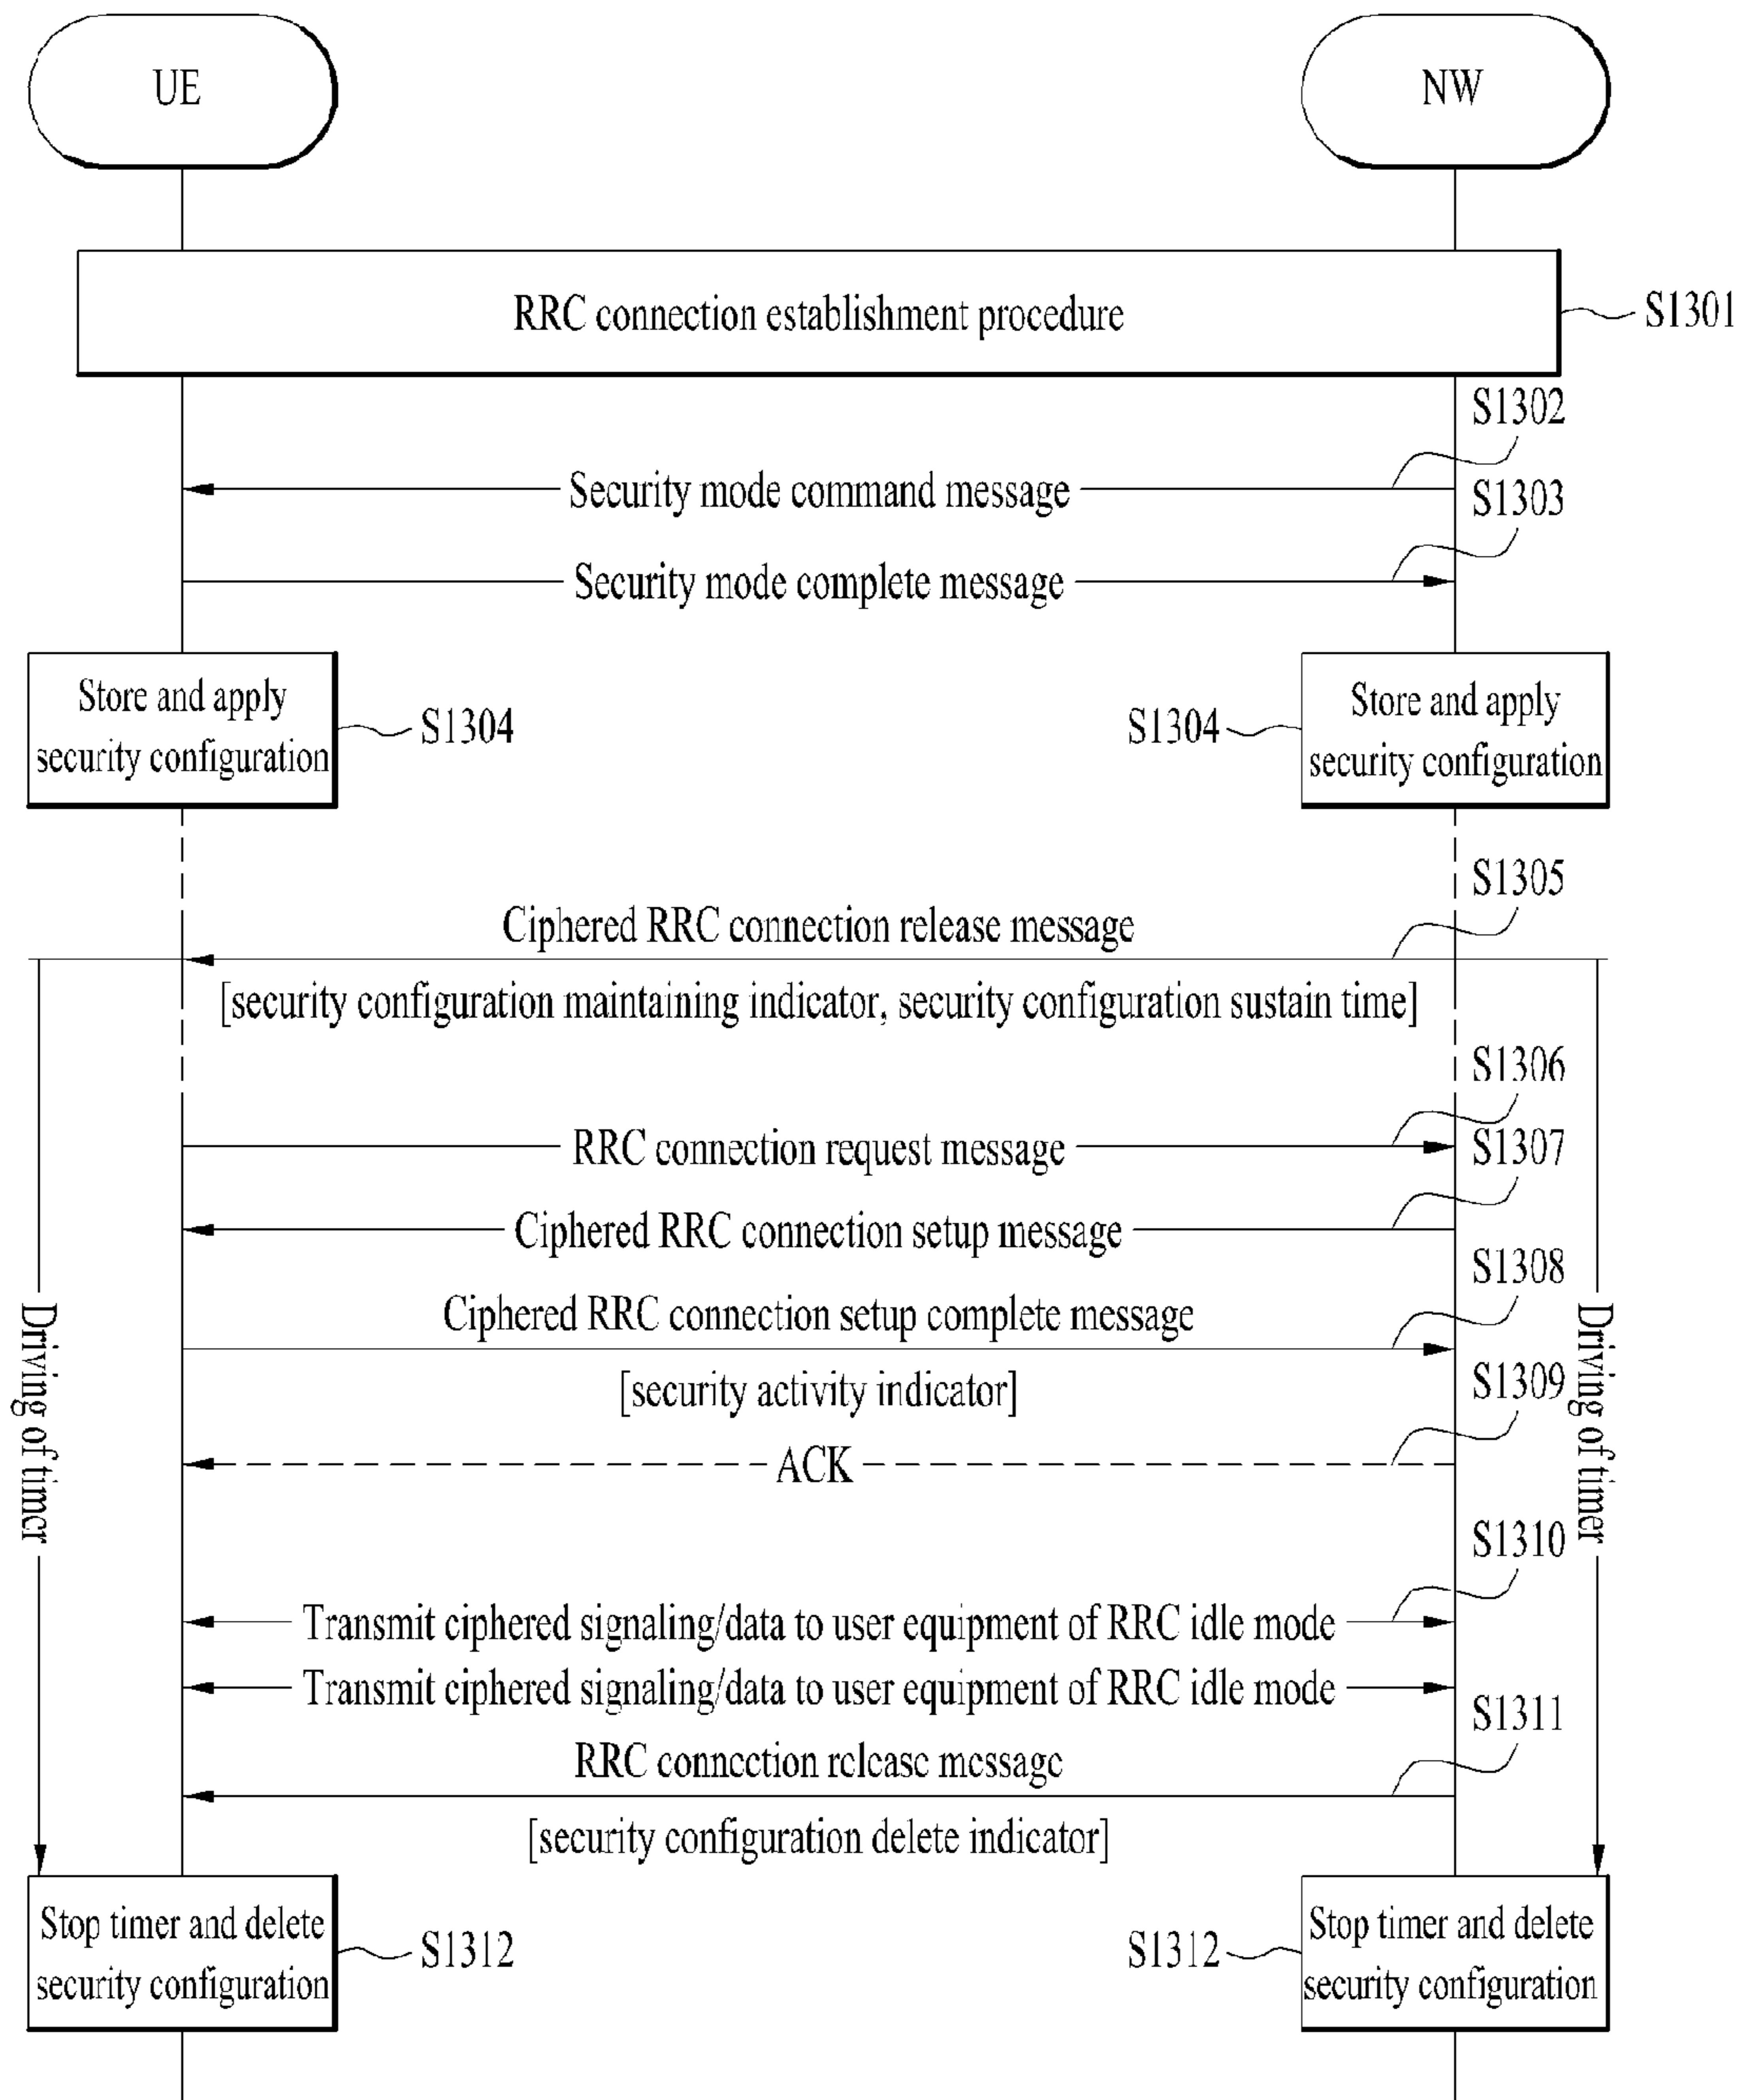 UE
NW
RRC connection establishment procedure
S1301
S1302
Security mode command message
S1303
Security mode complete message
Store and apply
security configuration
S1304
S1304
Store and apply
security configuration
S1305
Ciphered RRC connection release message
[security configuration maintaining indicator, security configuration sustain time]
S1306
RRC connection request message
S1307
Ciphered RRC connection setup message
S1308
Ciphered RRC connection setup complete message
[security activity indicator]
S1309
ACK
Driving of timer
Driving of timer
S1310
Transmit ciphered signaling/data to user equipment of RRC idle mode
Transmit ciphered signaling/data to user equipment of RRC idle mode
S1311
RRC connection release message
[security configuration delete indicator]
Stop timer and delete
security configuration
S1312
S1312
Stop timer and delete
security configuration